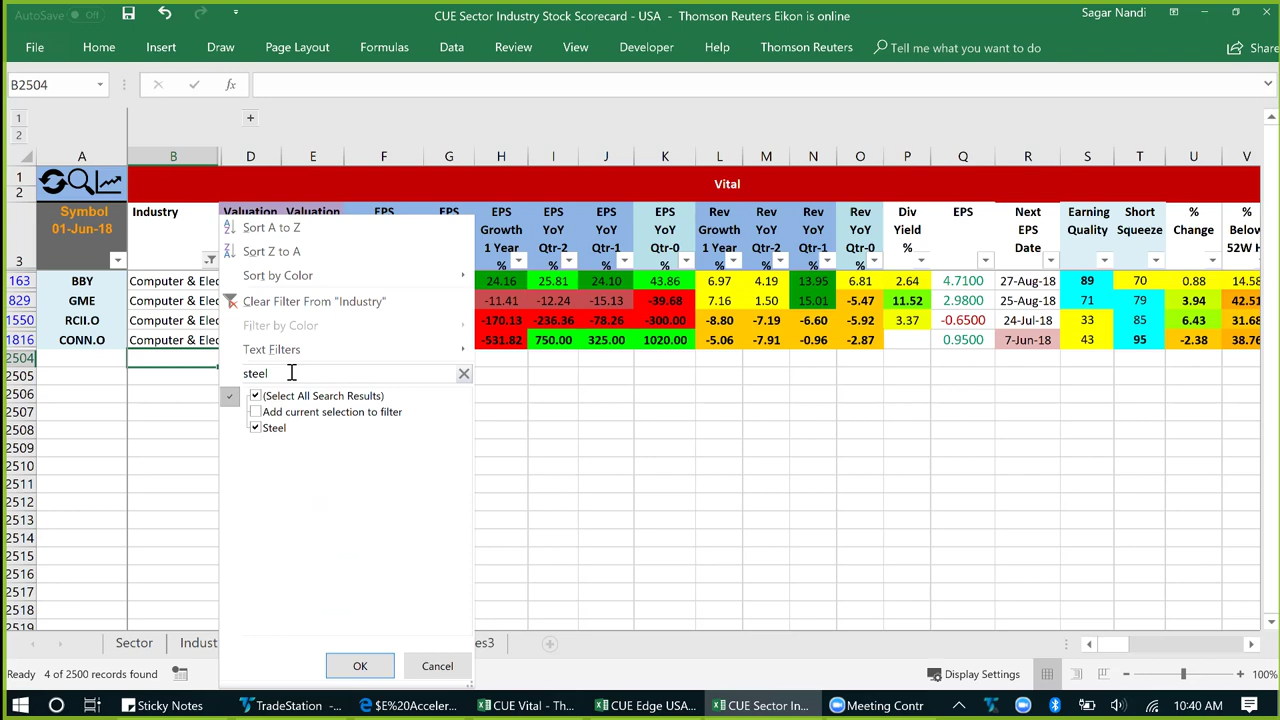 AutoSave Off
CUE Sector Industry Stock Scorecard - USA - Thomson Reuters Eikon is online
Sagar Nandi
File Home Insert Draw Page Layout Formulas Data Review View Developer Help Thomson Reuters Tell me what you want to do Share
B2504 fx
1
2
A B D E F G H I J K L M N O P Q R S T U V
1 Vital
2
Symbol Industry Valuation Valuation EPS EPS EPS EPS EPS EPS Rev Rev Rev Rev Div EPS Next Earning Short % %
01-Jun-18 Growth YoY YoY YoY Growth YoY YoY YoY Yield EPS Quality Squeeze Change Below
1 Year Qtr-2 Qtr-1 Qtr-0 1 Year Qtr-2 Qtr-1 Qtr-0 % Date 52W H
3 % % % % % % % %
163 BBY Computer & Ele 24.16 25.81 24.10 43.86 6.97 4.19 13.95 6.81 2.64 4.7100 27-Aug-18 89 70 0.88 14.58
829 GME Computer & Ele -11.41 -12.24 -15.13 -39.68 7.16 1.50 15.01 -5.47 11.52 2.9800 25-Aug-18 71 79 3.94 42.51
1550 RCII.O Computer & Ele -170.13 -236.36 -78.26 -300.00 -8.80 -7.19 -6.60 -5.92 3.37 -0.6500 24-Jul-18 33 85 6.43 31.68
1816 CONN.O Computer & Ele -531.82 750.00 325.00 1020.00 -5.06 -7.91 -0.96 -2.87 0.9500 7-Jun-18 43 95 -2.38 38.76
2504
2505
2506
2507
2508
2509
2510
2511
2512
2513
2514
2515
2516
2517
2518
2519
Sort A to Z
Sort Z to A
Sort by Color
Clear Filter From "Industry"
Filter by Color
Text Filters
steel
(Select All Search Results)
Add current selection to filter
Steel
OK Cancel
Sector Indust es3
Ready 4 of 2500 records found Display Settings 100%
Sticky Notes TradeStation - ... $E%20Acceler... CUE Vital - Th... CUE Edge USA... CUE Sector In... Meeting Contr 10:40 AM